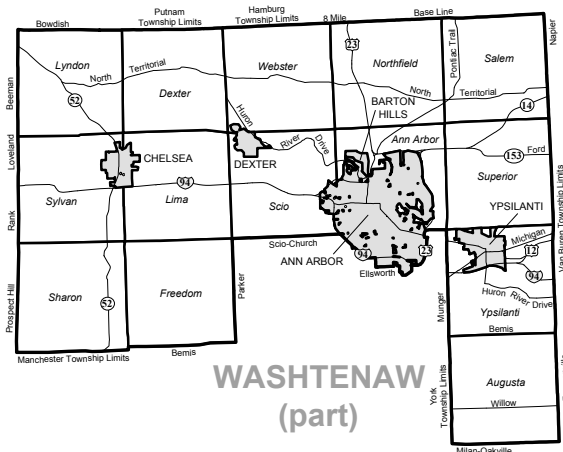 Bowdish
Putnam
Township Limits
Hamburg
Township Limits
8 Mile
Base Line
Napier
Beeman
Lyndon
North
Territorial
Dexter
Webster
23
Northfield
Pontiac Trail
Salem
North
Territorial
52
Huron
River
Drive
BARTON
HILLS
14
Loveland
CHELSEA
DEXTER
Ann Arbor
153
Ford
94
Rank
Sylvan
Lima
Scio
Superior
YPSILANTI
Van Buren Township Limits
Scio-Church
ANN ARBOR
94
23
Ellsworth
Michigan
12
94
Prospect Hill
Sharon
52
Freedom
Parker
Munger
Huron
River
Drive
Ypsilanti
Bemis
Manchester Township Limits
Bemis
WASHTENAW
(part)
York
Township Limits
Augusta
Willow
Milan-Oakville